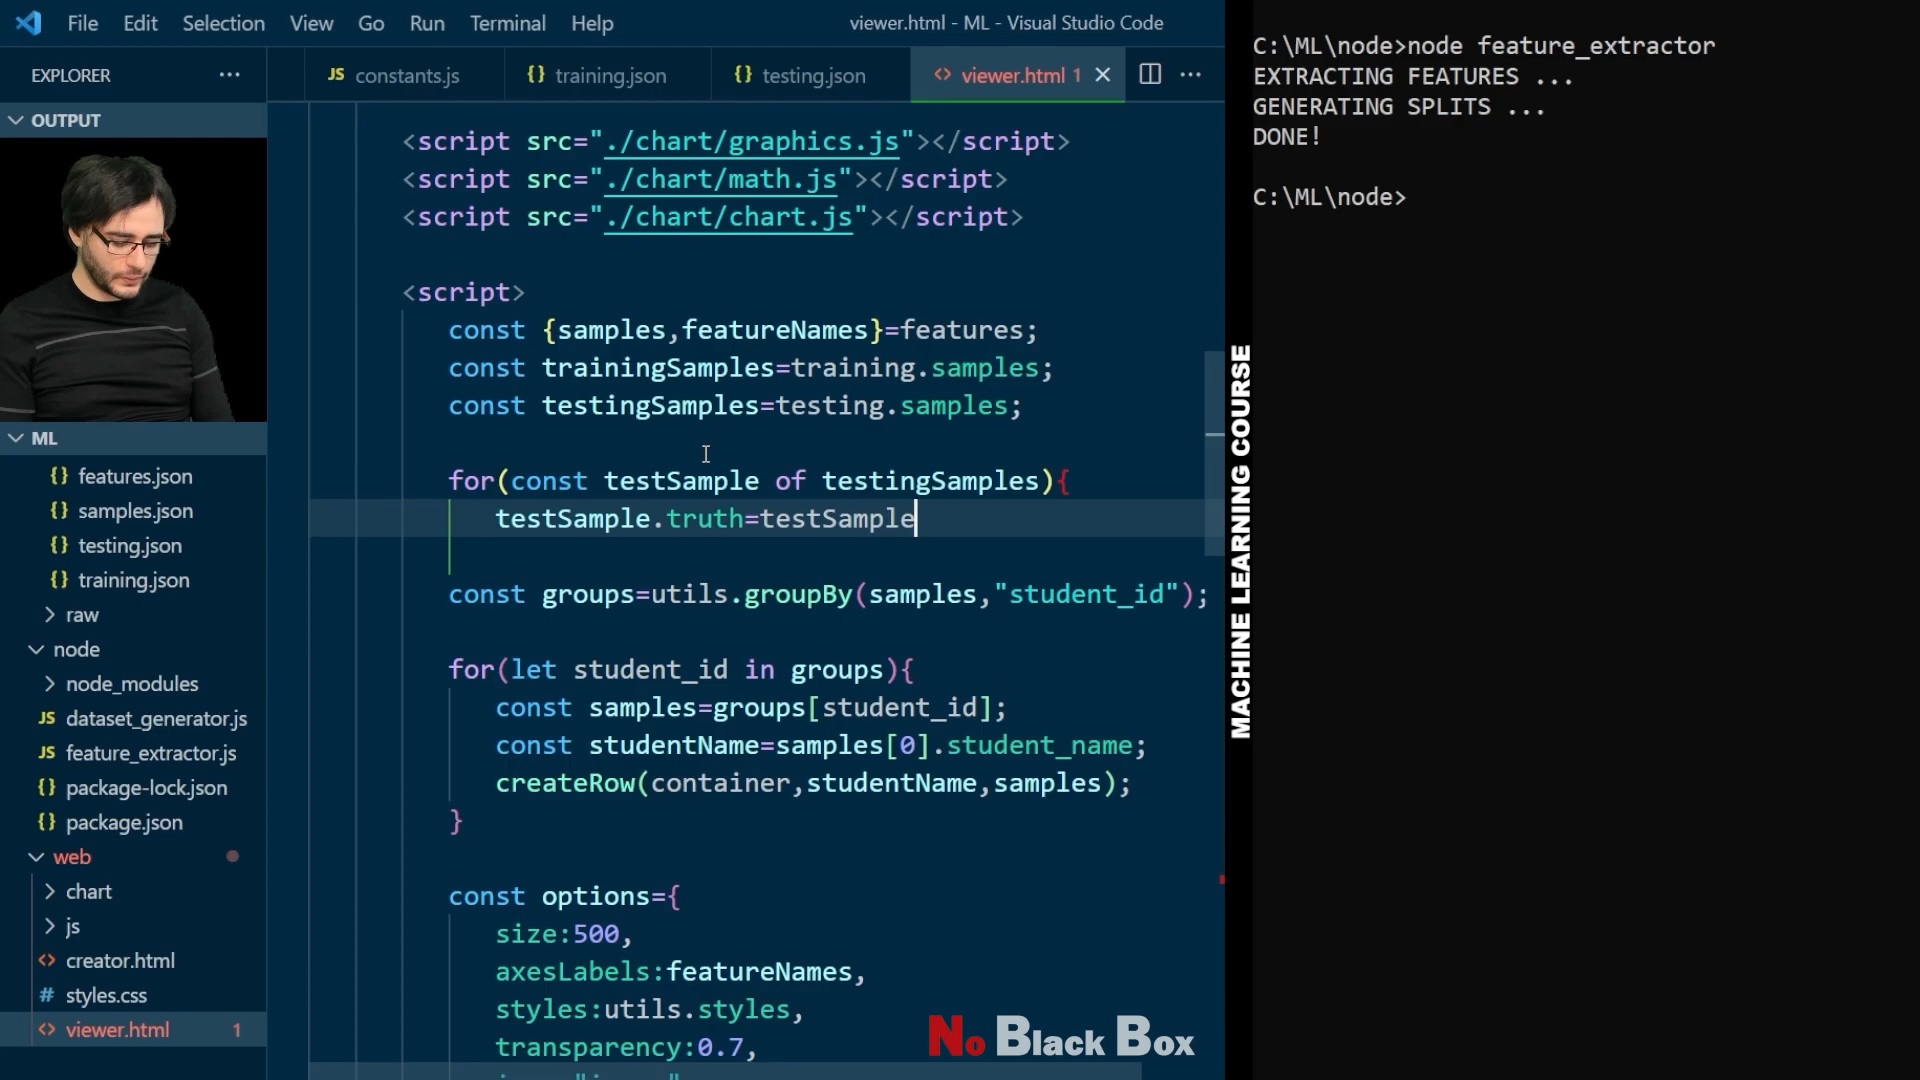 File Edit Selection View Go Run Terminal Help
viewer.html - ML - Visual Studio Code
EXPLORER ...
JS constants.js
{} training.json
{} testing.json
<> viewer.html 1
OUTPUT
<script src="./chart/graphics.js"></script>
<script src="./chart/math.js"></script>
<script src="./chart/chart.js"></script>
<script>
const {samples,featureNames}=features;
const trainingSamples=training.samples;
const testingSamples=testing.samples;
for(const testSample of testingSamples){
testSample.truth=testSample
const groups=utils.groupBy(samples,"student_id");
for(let student_id in groups){
const samples=groups[student_id];
const studentName=samples[0].student_name;
createRow(container,studentName,samples);
}
const options={
size:500,
axesLabels:featureNames,
styles:utils.styles,
transparency:0.7,
ML
{} features.json
{} samples.json
{} testing.json
{} training.json
raw
node
node_modules
JS dataset_generator.js
JS feature_extractor.js
{} package-lock.json
{} package.json
web
chart
js
<> creator.html
# styles.css
<> viewer.html 1
No Black Box
MACHINE LEARNING COURSE
C:\ML\node>node feature_extractor
EXTRACTING FEATURES ...
GENERATING SPLITS ...
DONE!
C:\ML\node>